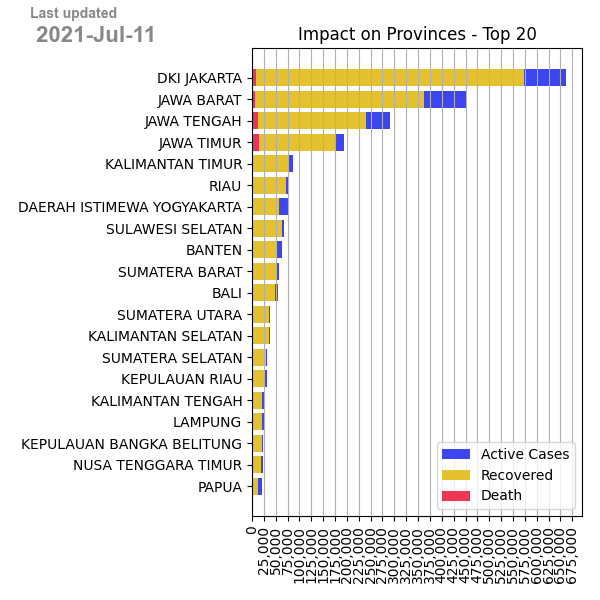 Last updated
2021-Jul-11
Impact on Provinces - Top 20
DKI JAKARTA
JAWA BARAT
JAWA TENGAH
JAWA TIMUR
KALIMANTAN TIMUR
RIAU
DAERAH ISTIMEWA YOGYAKARTA
SULAWESI SELATAN
BANTEN
SUMATERA BARAT
BALI
SUMATERA UTARA
KALIMANTAN SELATAN
SUMATERA SELATAN
KEPULAUAN RIAU
KALIMANTAN TENGAH
LAMPUNG
KEPULAUAN BANGKA BELITUNG
NUSA TENGGARA TIMUR
PAPUA
Active Cases
Recovered
Death
0
25,000
50,000
75,000
100,000
125,000
150,000
175,000
200,000
225,000
250,000
275,000
300,000
325,000
350,000
375,000
400,000
425,000
450,000
475,000
500,000
525,000
550,000
575,000
600,000
625,000
650,000
675,000